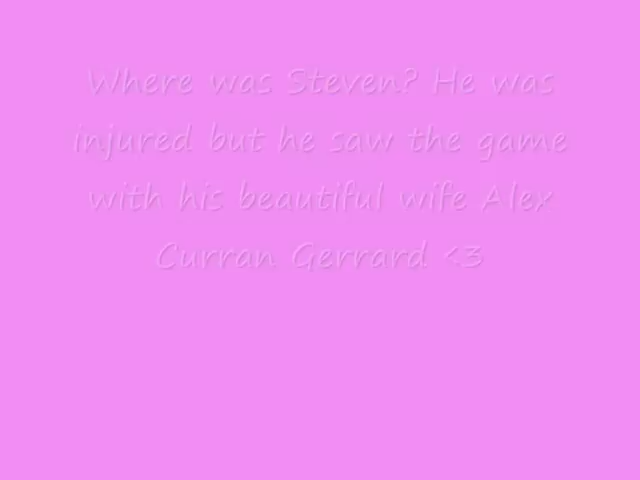 Where was Steven? He was
injured but he saw the game
with his beautiful wife Alex
Curran Gerrard <3